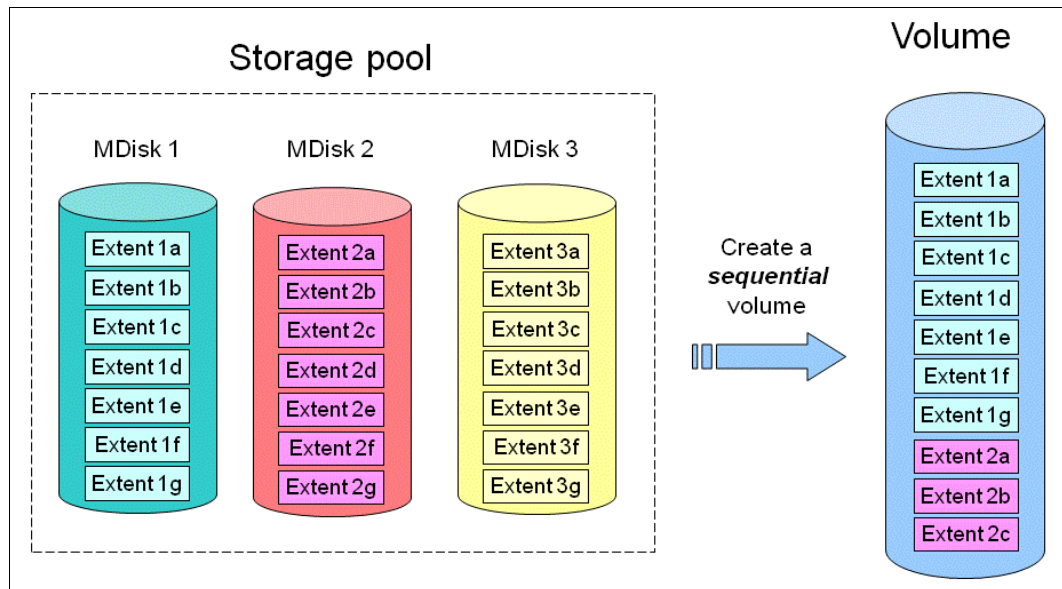 Storage pool
Volume
MDisk 1
MDisk 2
MDisk 3
Extent 1a
Extent 1b
Extent 1c
Extent 1d
Extent 1e
Extent 1f
Extent 1g
Extent 2a
Extent 2b
Extent 2c
Extent 2d
Extent 2e
Extent 2f
Extent 2g
Extent 3a
Extent 3b
Extent 3c
Extent 3d
Extent 3e
Extent 3f
Extent 3g
Create a
sequential
volume
Extent 1a
Extent 1b
Extent 1c
Extent 1d
Extent 1e
Extent 1f
Extent 1g
Extent 2a
Extent 2b
Extent 2c